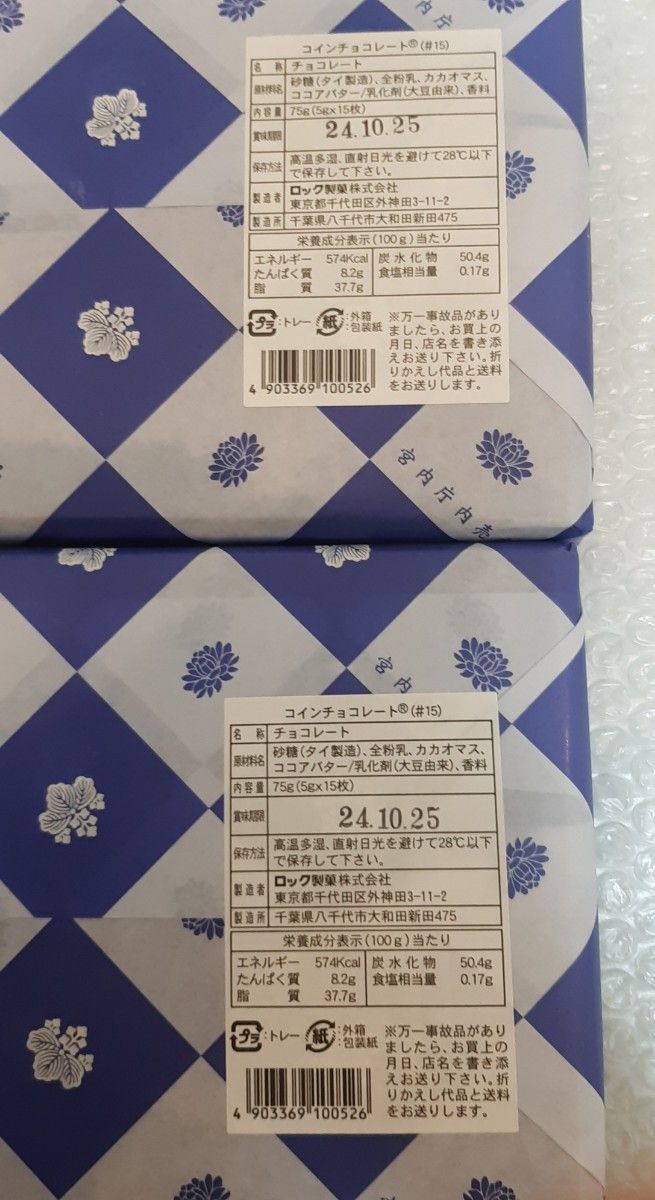 宮内庁
コインチョコレート®(#15)
名 称 チョコレート
原材料名 砂糖(タイ製造)、全粉乳、カカオマス、
ココアバター/乳化剤(大豆由来)、香料
内容量 75g(5gx15枚)
賞味期限 24.10.25
保存方法 高温多湿、直射日光を避けて28℃以下
で保存して下さい。
製造者 ロック製菓株式会社
東京都千代田区外神田3-11-2
製造所 千葉県八千代市大和田新田475
栄養成分表示(100g)当たり
エネルギー 574Kcal 炭水化物 50.4g
たんぱく質 8.2g 食塩相当量 0.17g
脂 質 37.7g
プラ :トレー 紙 :外箱
:包装紙
※万一事故品があり
ましたら、お買上の
月日、店名を書き添
えお送り下さい。折
りかえし代品と送料
をお送りします。
4 903369 100526
宮内庁内売
宮内
コインチョコレート®(#15)
名 称 チョコレート
原材料名 砂糖(タイ製造)、全粉乳、カカオマス、
ココアバター/乳化剤(大豆由来)、香料
内容量 75g(5gx15枚)
賞味期限 24.10.25
保存方法 高温多湿、直射日光を避けて28℃以下
で保存して下さい。
製造者 ロック製菓株式会社
東京都千代田区外神田3-11-2
製造所 千葉県八千代市大和田新田475
栄養成分表示(100g)当たり
エネルギー 574Kcal 炭水化物 50.4g
たんぱく質 8.2g 食塩相当量 0.17g
脂 質 37.7g
プラ :トレー 紙 :外箱
:包装紙
※万一事故品があり
ましたら、お買上の
月日、店名を書き添
えお送り下さい。折
りかえし代品と送料
をお送りします。
4 903369 100526